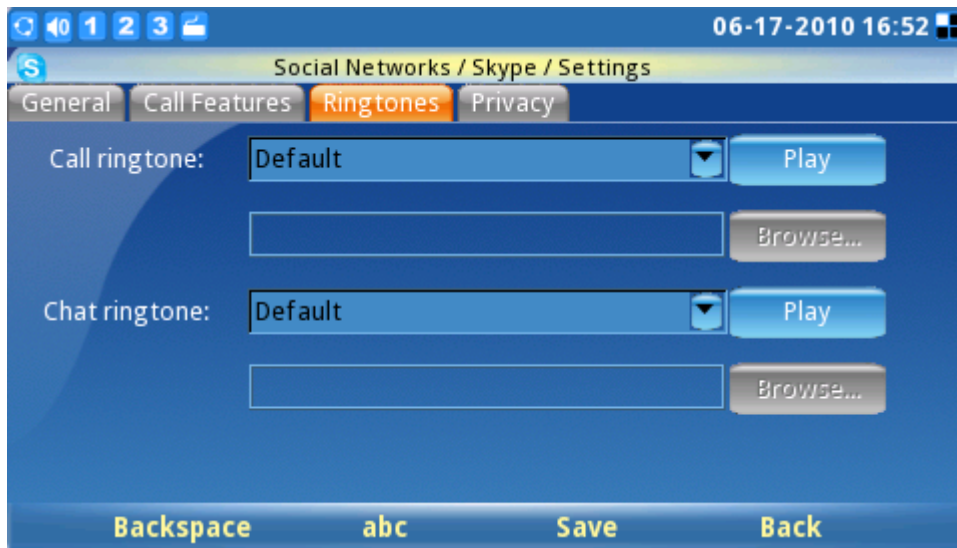 1 2 3 06-17-2010 16:52
S Social Networks / Skype / Settings
General Call Features Ringtones Privacy
Call ringtone: Default Play
Browse...
Chat ringtone: Default Play
Browse...
Backspace abc Save Back